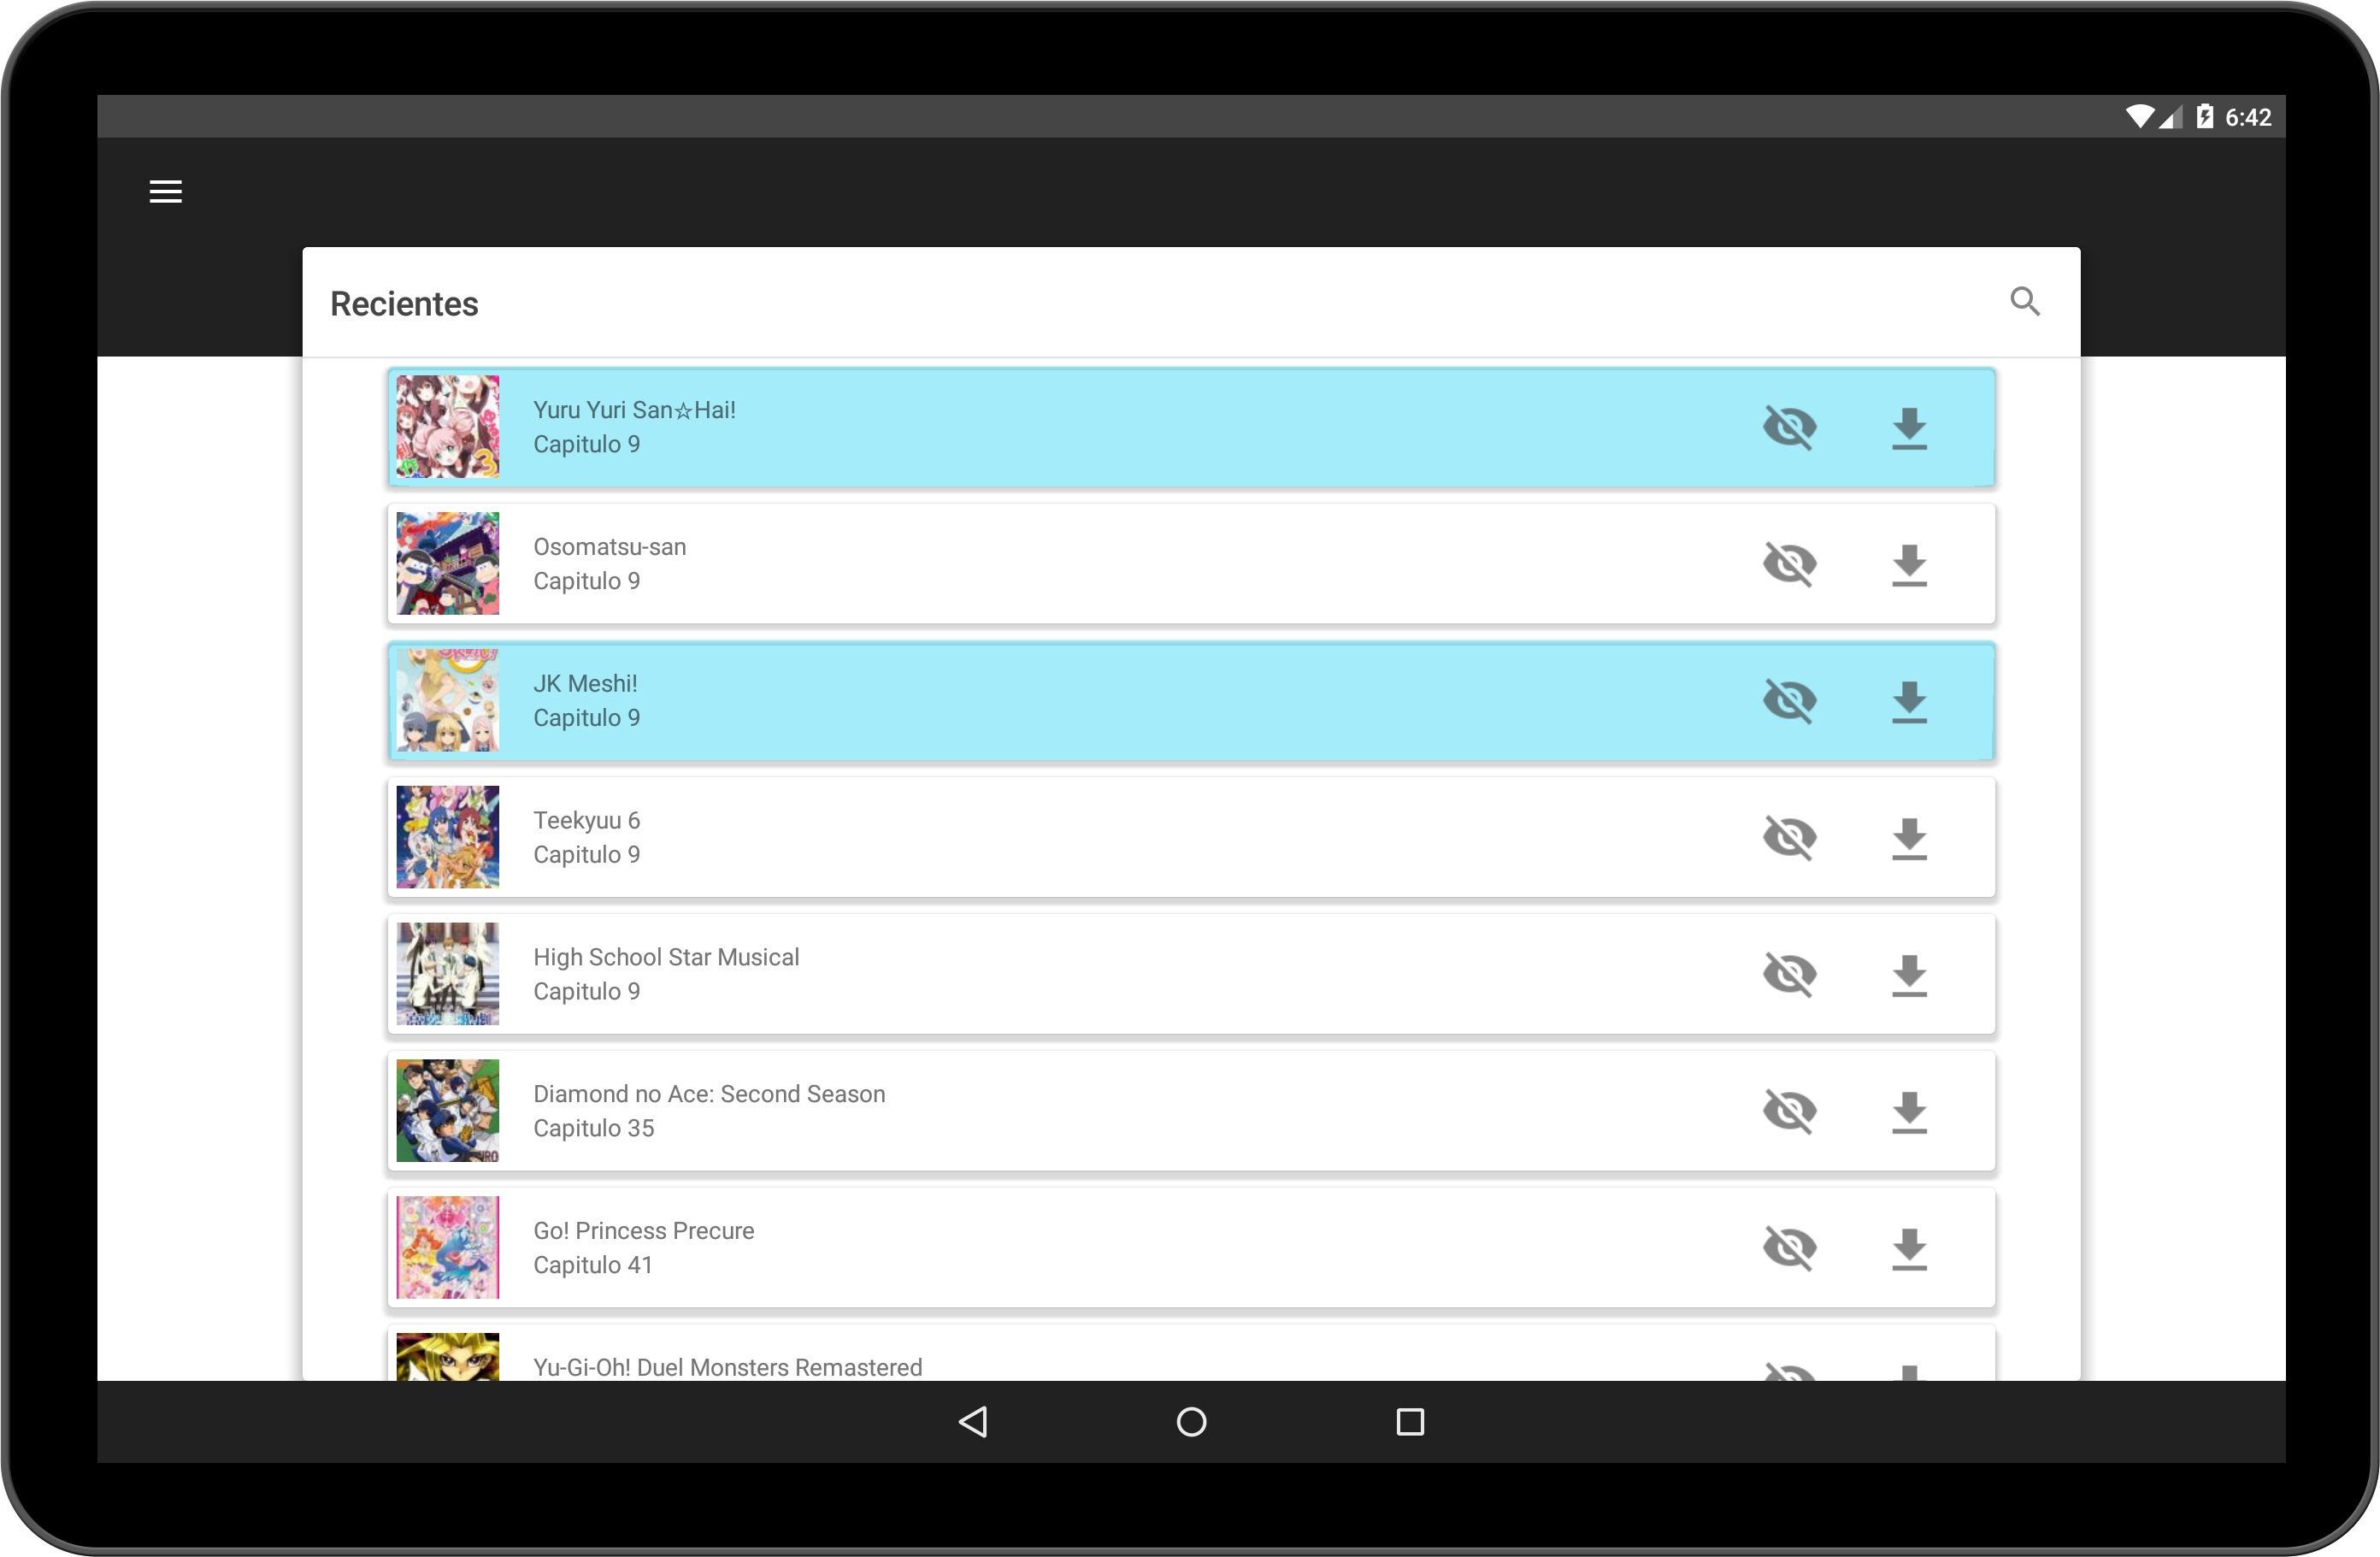 6:42
Recientes
Yuru Yuri San☆Hai!
Capitulo 9
Osomatsu-san
Capitulo 9
JK Meshi!
Capitulo 9
Teekyuu 6
Capitulo 9
High School Star Musical
Capitulo 9
Diamond no Ace: Second Season
Capitulo 35
Go! Princess Precure
Capitulo 41
Yu-Gi-Oh! Duel Monsters Remastered